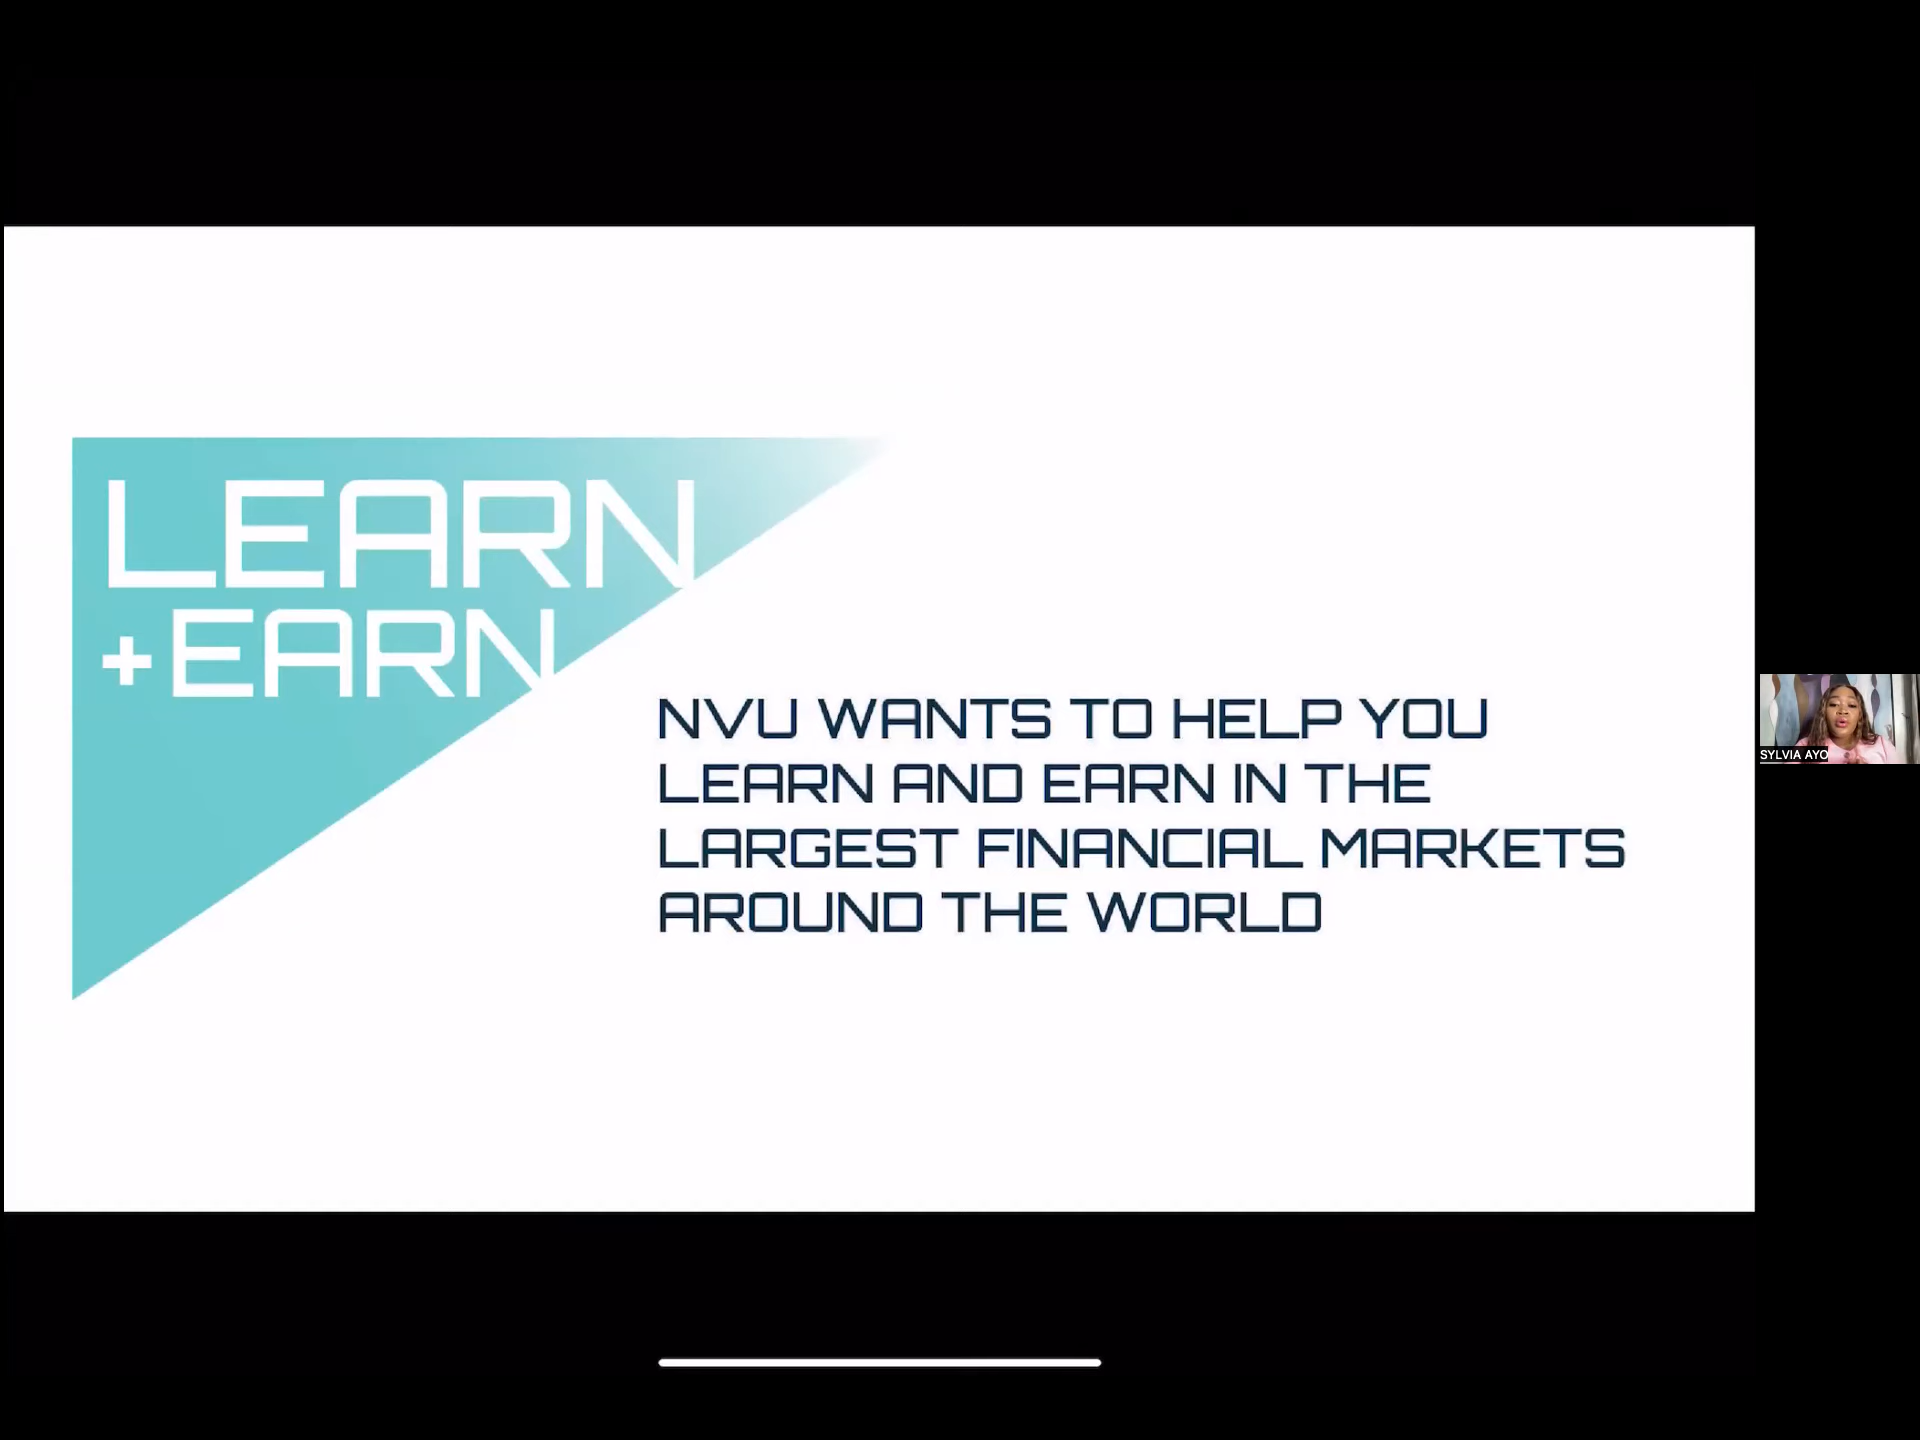 LEARN
+EARN
NVU WANTS TO HELP YOU
LEARN AND EARN IN THE
LARGEST FINANCIAL MARKETS
AROUND THE WORLD
SYLVIA AYO